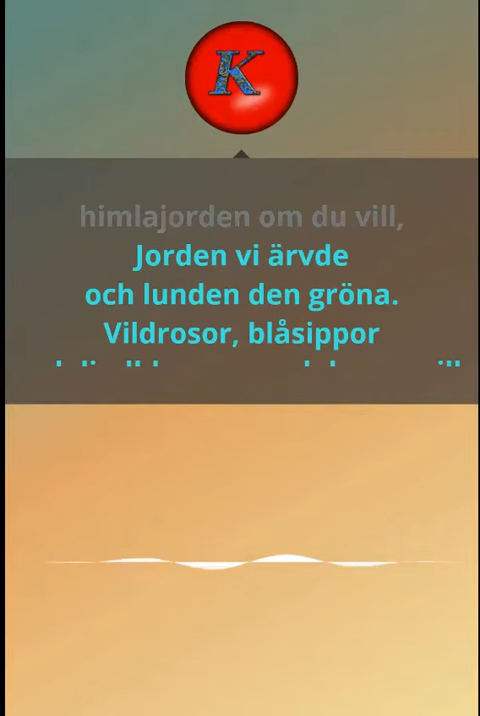 K
himlajorden om du vill,
Jorden vi ärvde
och lunden den gröna.
Vildrosor, blåsippor